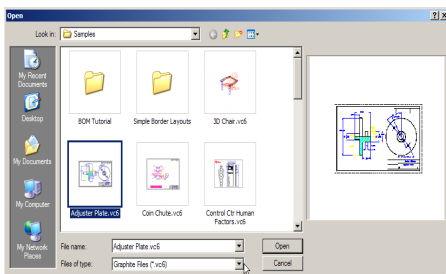 Open
Look in:
Samples
My Recent
Documents
Desktop
My Documents
My Computer
My Network
Places
BOM Tutorial
Simple Border Layouts
3D Chair.vc6
Adjuster Plate.vc6
Coin Chute.vc6
Control Ctr Human
Factors.vc6
File name:
Adjuster Plate.vc6
Open
Files of type:
Graphite Files (*.vc6)
Cancel